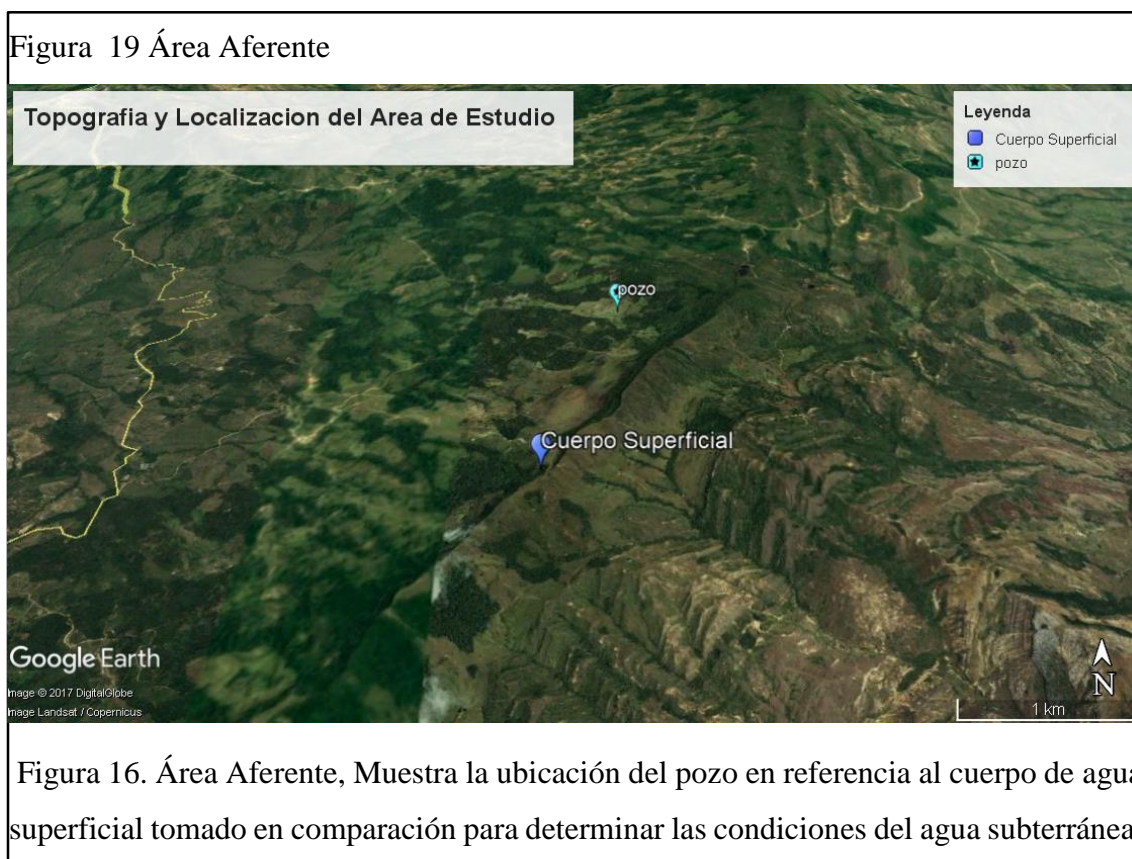 Figura 19 Área Aferente
Topografia y Localizacion del Area de Estudio
Leyenda
Cuerpo Superficial
pozo
pozo
Cuerpo Superficial
Google Earth
Image © 2017 DigitalGlobe
Image Landsat / Copernicus
N
1 km
Figura 16. Área Aferente, Muestra la ubicación del pozo en referencia al cuerpo de agua
superficial tomado en comparación para determinar las condiciones del agua subterránea